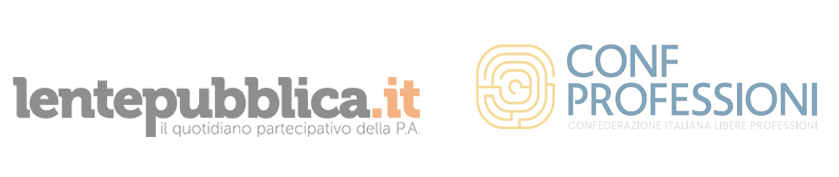 lentepubblica.it
il quotidiano partecipativo della P.A.
CONF
PROFESSIONI
CONFEDERAZIONE ITALIANA LIBERE PROFESSIONI